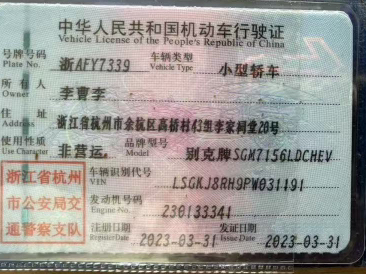 中华人民共和国机动车行驶证
Vehicle License of the People's Republic of China
号牌号码 Plate No. 浙AFY7339 车辆类型 Vehicle Type 小型轿车
所有人 Owner 李曹李
住址 Address 浙江省杭州市余杭区高桥村43组李家祠堂20号
使用性质 Use Character 非营运 品牌型号 Model 别克牌SGM7156LDCHEV
浙江省杭州
市公安局交
通警察支队
车辆识别代号 VIN LSGKJ8RH9PW031191
发动机号码 Engine No. 230133341
注册日期 Register Date 2023-03-31 发证日期 Issue Date 2023-03-31